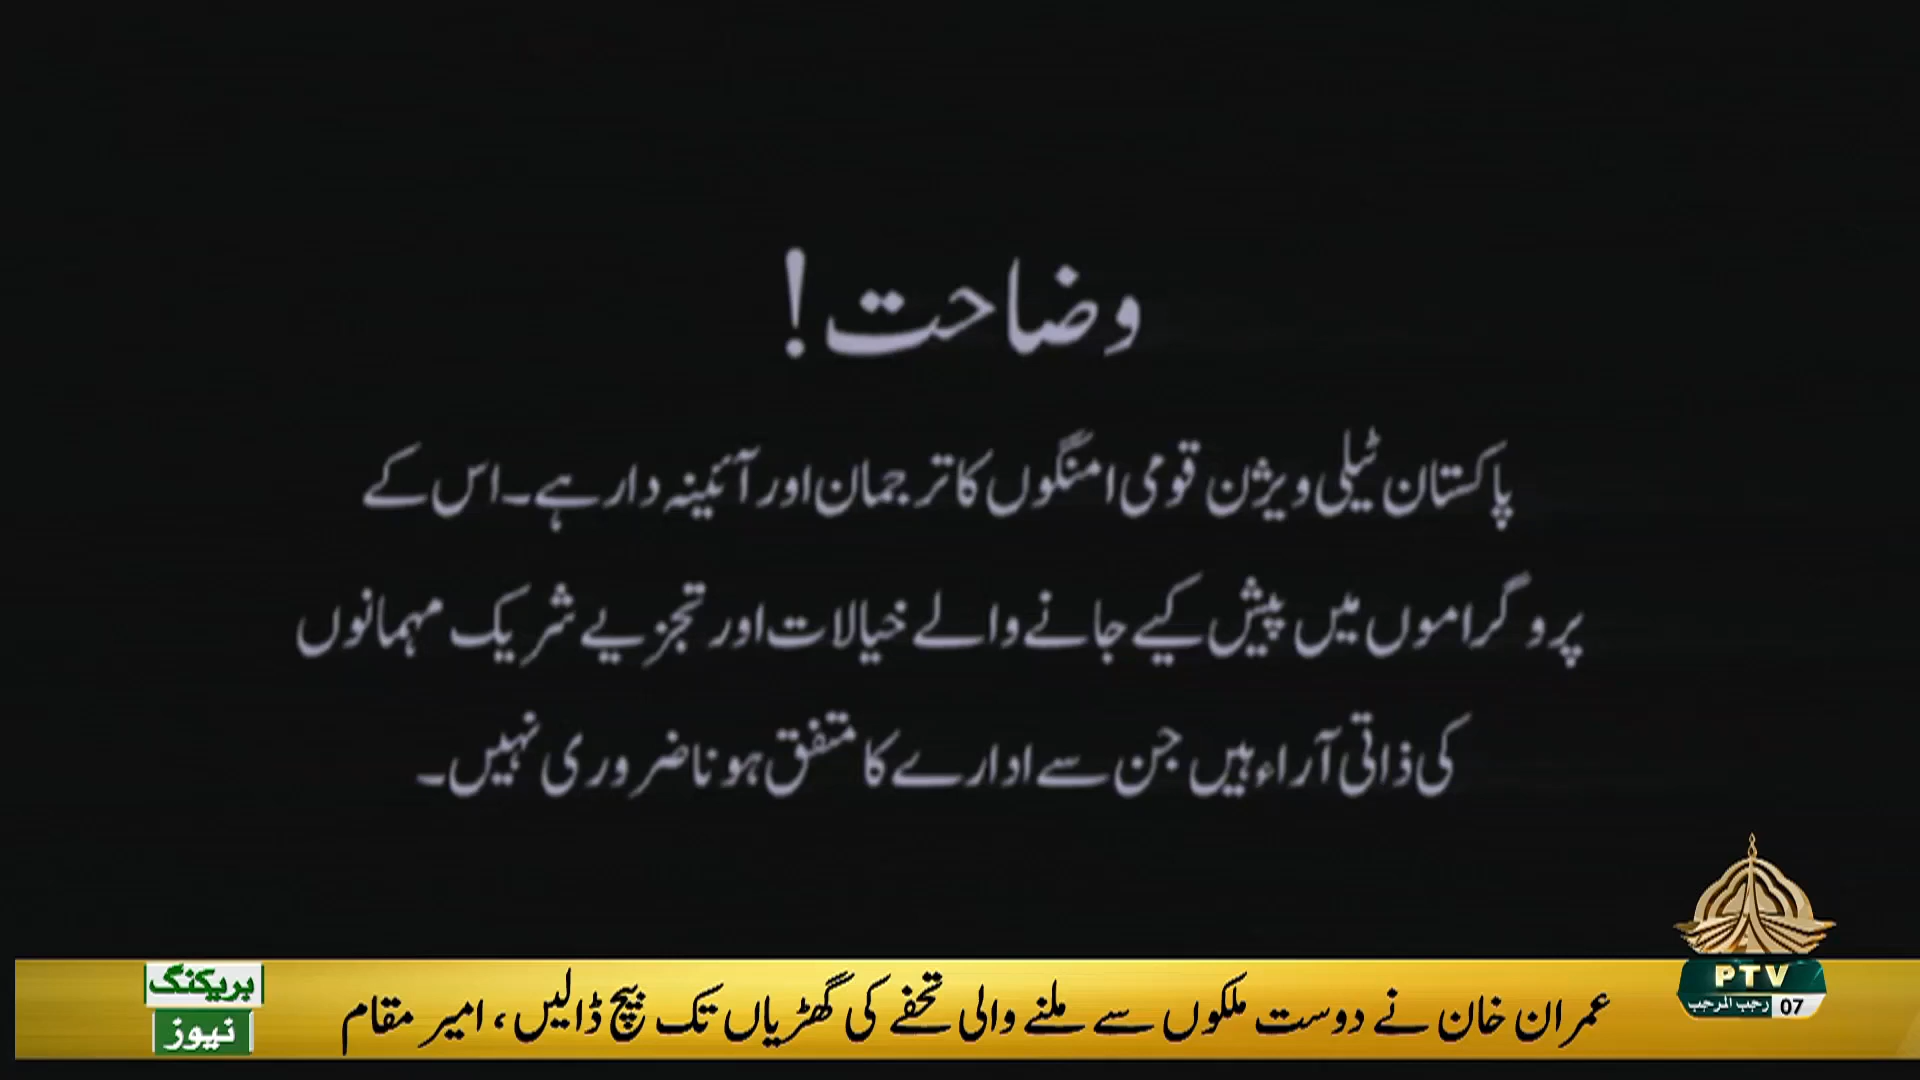 وضاحت!
پاکستان ٹیلی ویژن قومی امنگوں کا ترجمان اور آئینہ دار ہے۔ اس کے
پروگراموں میں پیش کیے جانے والے خیالات اور تجزیے شریک مہمانوں
کی ذاتی آراء ہیں جن سے ادارے کا متفق ہونا ضروری نہیں۔
PTV
07 رجب المرجب
بریکنگ
نیوز
عمران خان نے دوست ملکوں سے ملنے والی تحفے کی گھڑیاں تک بیچ ڈالیں، امیر مقام